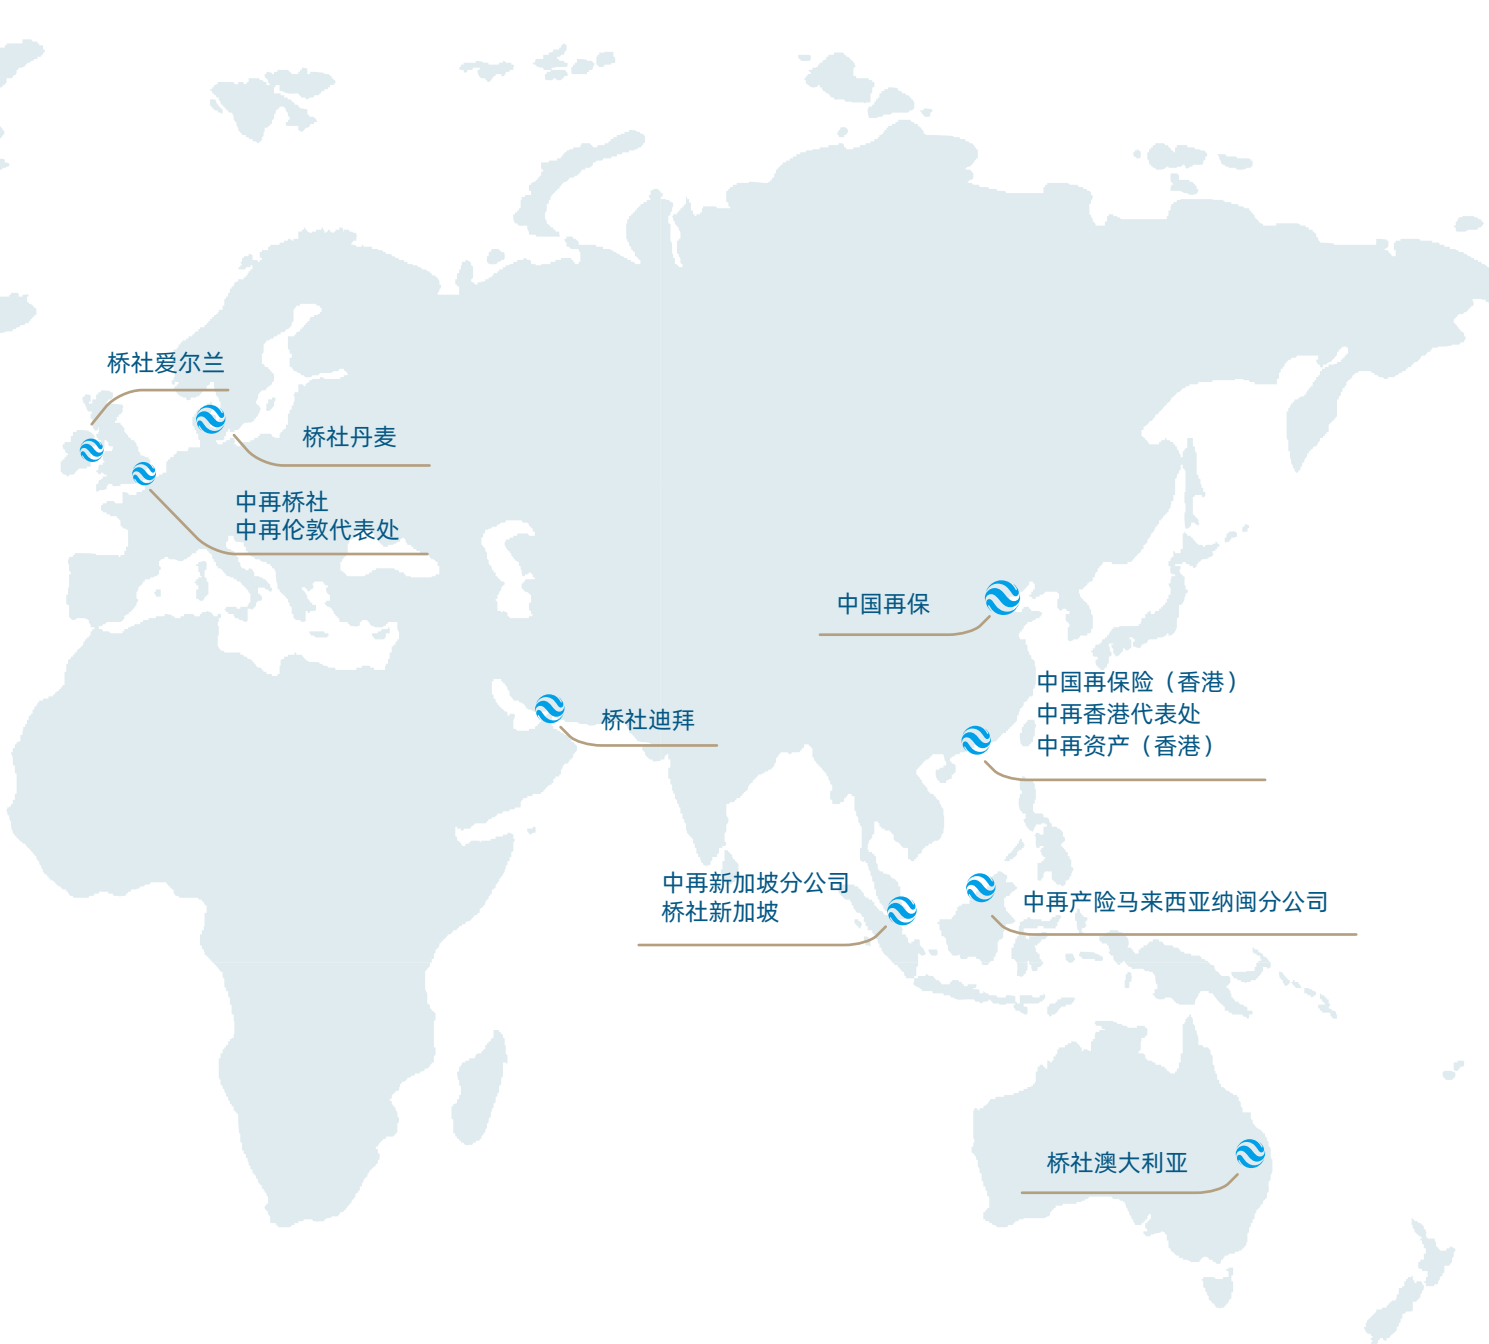 桥社爱尔兰
桥社丹麦
中再桥社
中再伦敦代表处
中国再保
中国再保险（香港）
中再香港代表处
中再资产（香港）
桥社迪拜
中再新加坡分公司
桥社新加坡
中再产险马来西亚纳闽分公司
桥社澳大利亚